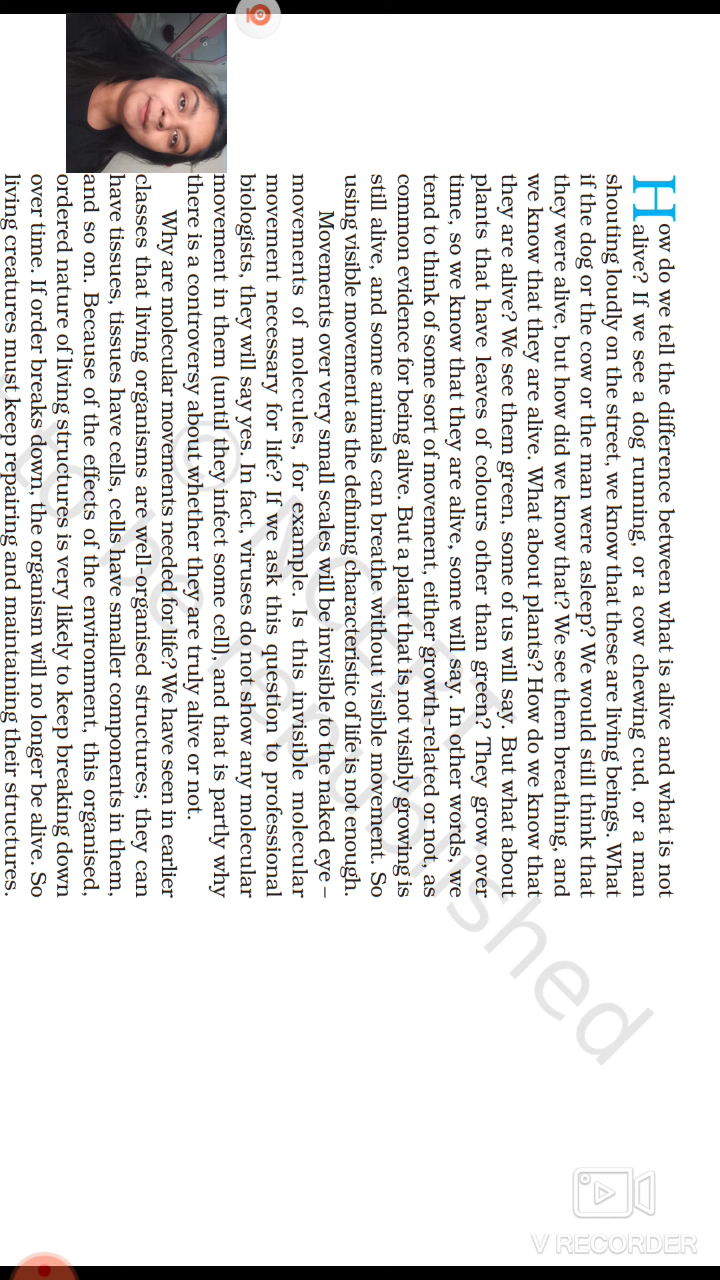 How do we tell the difference between what is alive and what is not
alive? If we see a dog running, or a cow chewing cud, or a man
shouting loudly on the street, we know that these are living beings. What
if the dog or the cow or the man were asleep? We would still think that
they were alive, but how did we know that? We see them breathing, and
we know that they are alive. What about plants? How do we know that
they are alive? We see them green, some of us will say. But what about
plants that have leaves of colours other than green? They grow over
time, so we know that they are alive, some will say. In other words, we
tend to think of some sort of movement, either growth-related or not, as
common evidence for being alive. But a plant that is not visibly growing is
still alive, and some animals can breathe without visible movement. So
using visible movement as the defining characteristic of life is not enough.
Movements over very small scales will be invisible to the naked eye –
movements of molecules, for example. Is this invisible molecular
movement necessary for life? If we ask this question to professional
biologists, they will say yes. In fact, viruses do not show any molecular
movement in them (until they infect some cell), and that is partly why
there is a controversy about whether they are truly alive or not.
Why are molecular movements needed for life? We have seen in earlier
classes that living organisms are well-organised structures; they can
have tissues, tissues have cells, cells have smaller components in them,
and so on. Because of the effects of the environment, this organised,
ordered nature of living structures is very likely to keep breaking down
over time. If order breaks down, the organism will no longer be alive. So
living creatures must keep repairing and maintaining their structures.
© NCERT
to be republished
V RECORDER